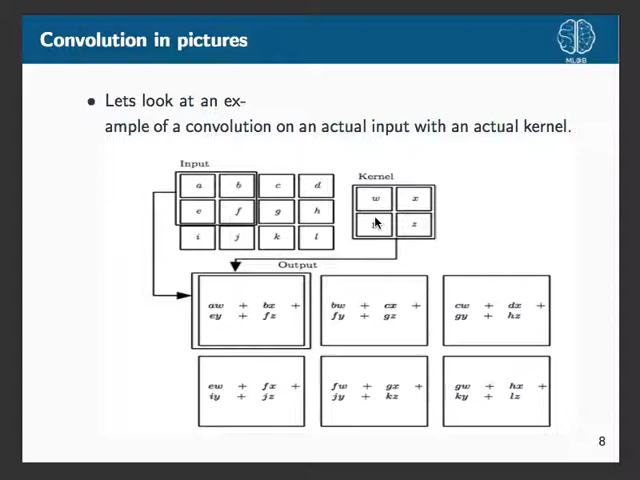 Convolution in pictures
MLDB
Lets look at an ex-
ample of a convolution on an actual input with an actual kernel.
Input
Kernel
a b c d
w x
e f g h
z
i j k l
Output
aw + bx +
ey + fz
bw + cx +
fy + gz
cw + dx +
gy + hz
ew + fx +
iy + jz
fw + gx +
jy + kz
gw + hx +
ky + lz
8